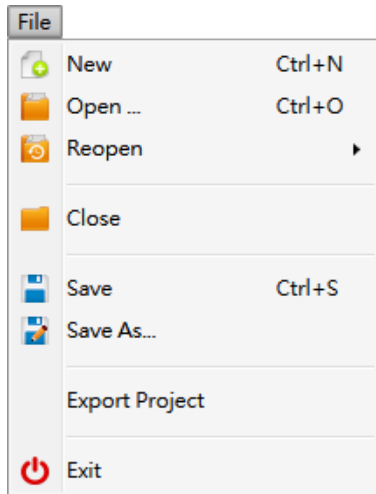 File
New Ctrl+N
Open ... Ctrl+O
Reopen
Close
Save Ctrl+S
Save As...
Export Project
Exit